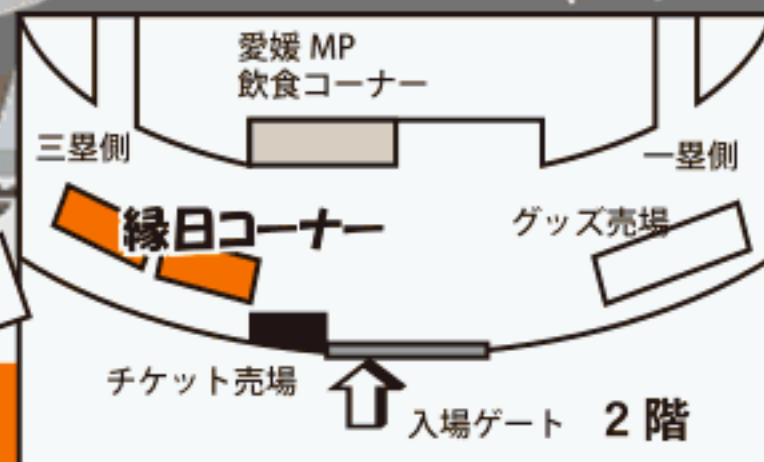 愛媛 MP
飲食コーナー
三塁側
一塁側
縁日コーナー
グッズ売場
チケット売場
入場ゲート
2 階